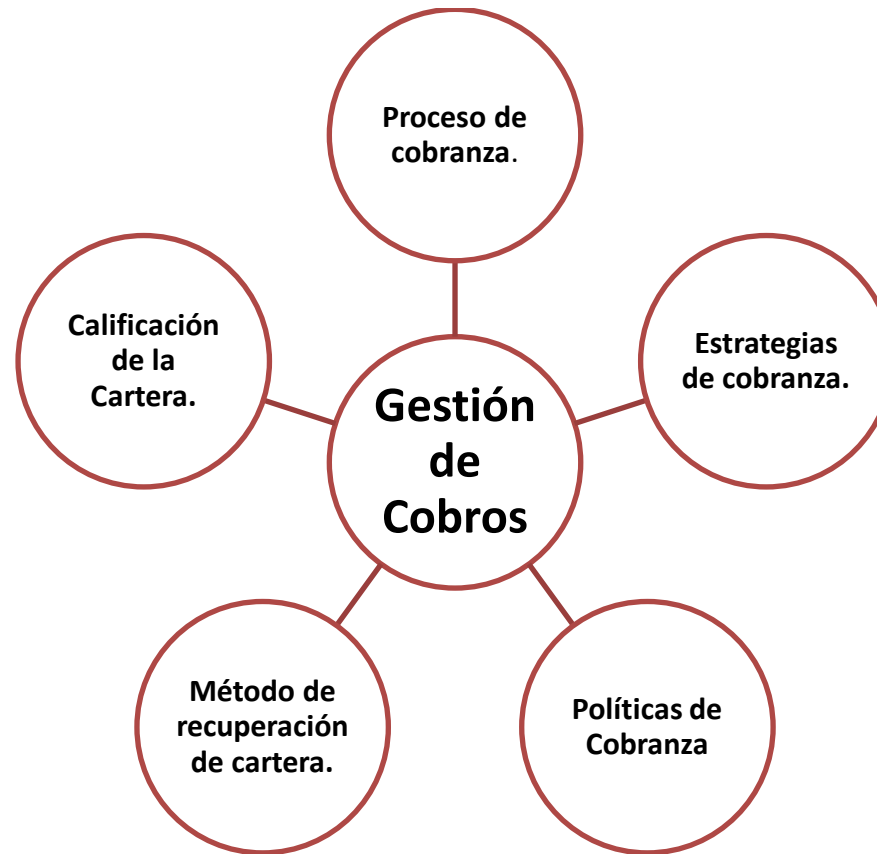 Proceso de
cobranza.
Calificación
de la
Cartera.
Estrategias
de cobranza.
Gestión
de
Cobros
Método de
recuperación
de cartera.
Políticas de
Cobranza